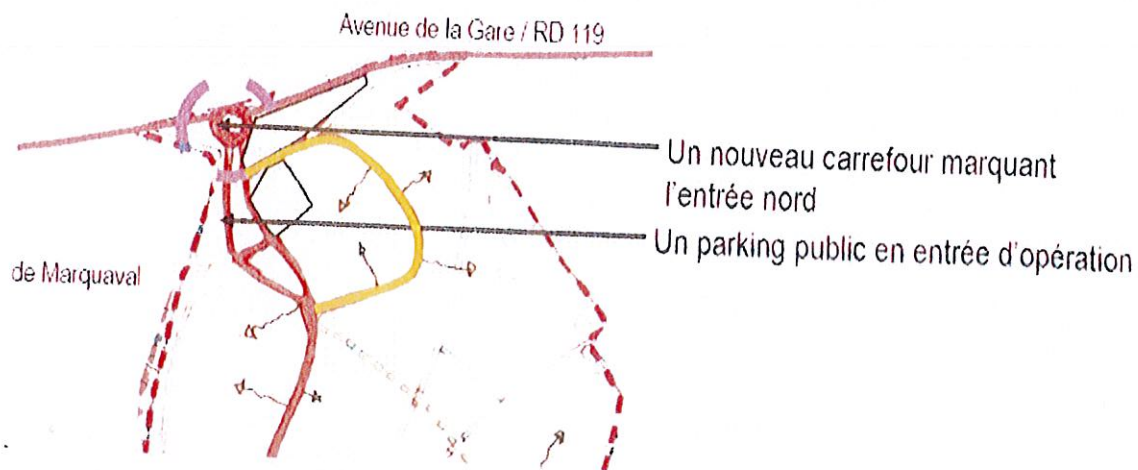 Avenue de la Gare / RD 119
Un nouveau carrefour marquant
l'entrée nord
Un parking public en entrée d'opération
de Marquaval